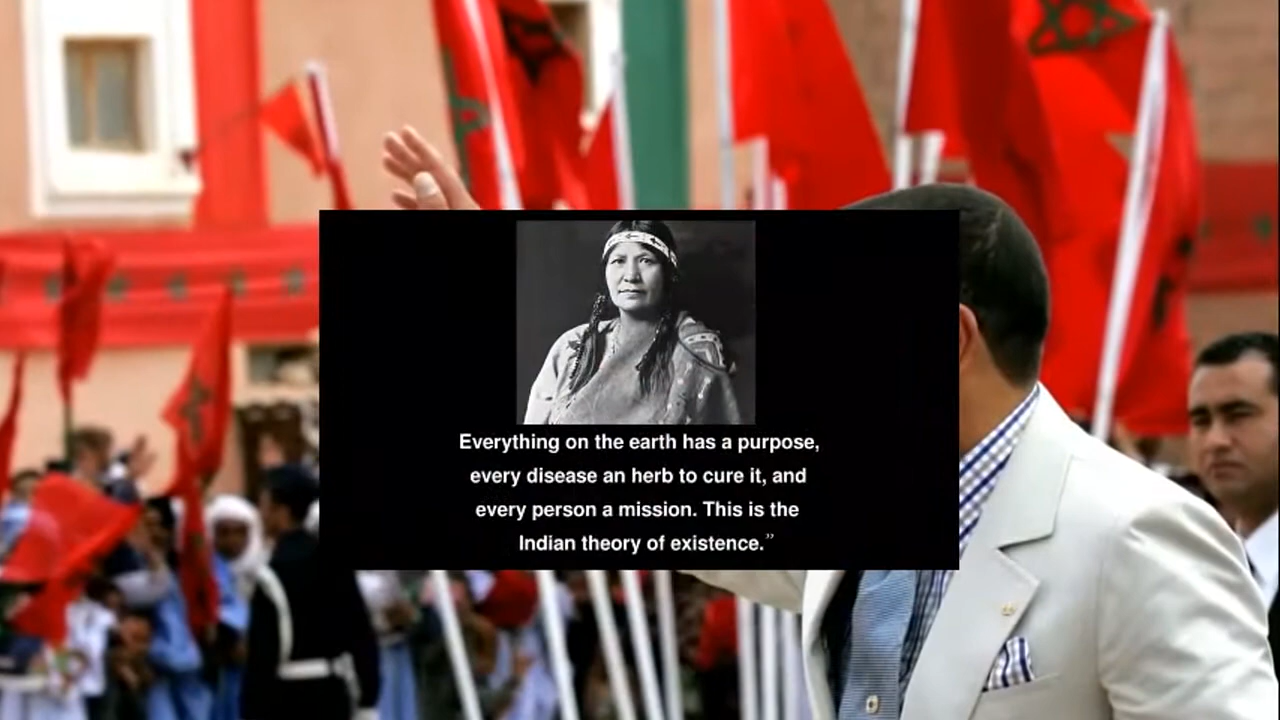 Everything on the earth has a purpose,
every disease an herb to cure it, and
every person a mission. This is the
Indian theory of existence.”